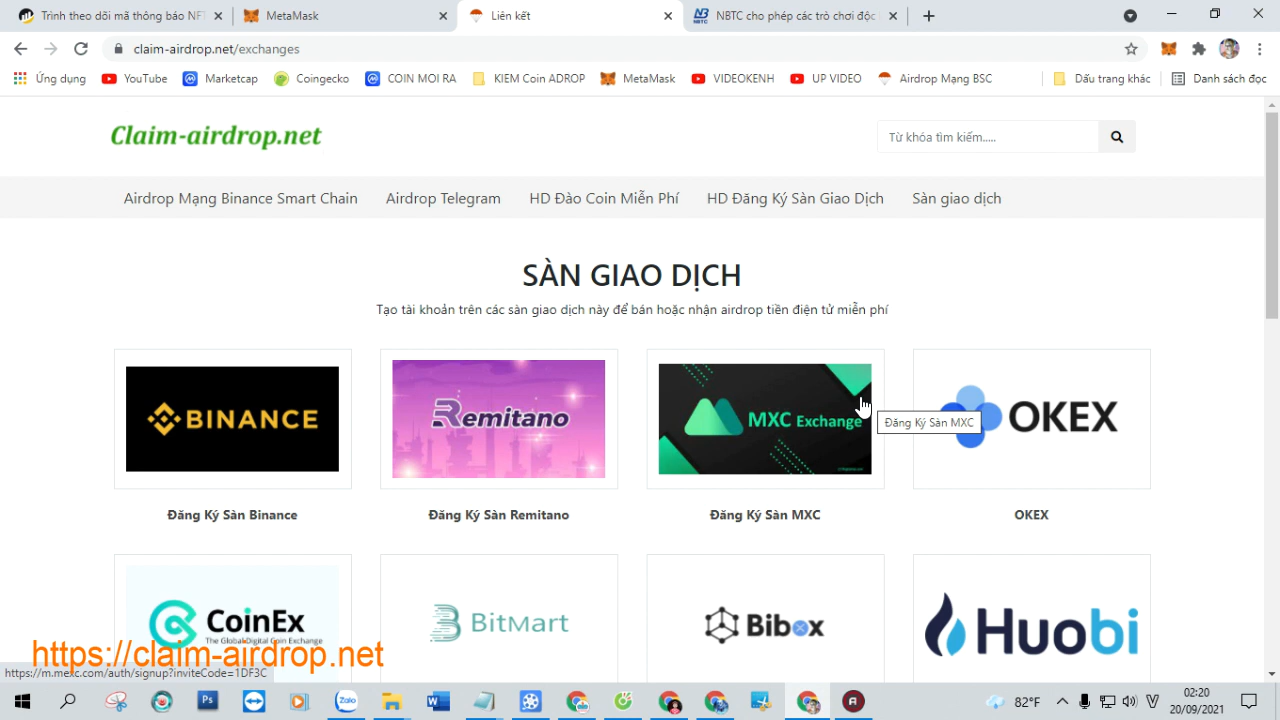 Trình theo dõi mã thông báo NFT
MetaMask
Liên kết
NBTC cho phép các trò chơi độc
claim-airdrop.net/exchanges
Ứng dụng
YouTube
Marketcap
Coingecko
COIN MOI RA
KIEM Coin ADROP
MetaMask
VIDEOKENH
UP VIDEO
Airdrop Mạng BSC
Dấu trang khác
Danh sách đọc
Claim-airdrop.net
Từ khóa tìm kiếm.....
Airdrop Mạng Binance Smart Chain
Airdrop Telegram
HD Đào Coin Miễn Phí
HD Đăng Ký Sàn Giao Dịch
Sàn giao dịch
SÀN GIAO DỊCH
Tạo tài khoản trên các sàn giao dịch này để bán hoặc nhận airdrop tiền điện tử miễn phí
BINANCE
Remitano
MXC Exchange
OKEX
Đăng Ký Sàn MXC
Đăng Ký Sàn Binance
Đăng Ký Sàn Remitano
Đăng Ký Sàn MXC
OKEX
CoinEx
The Global Digital Coin Exchange
BitMart
Bibox
Huobi
https://claim-airdrop.net
https://m.mexc.com/auth/signup?inviteCode=1DF3C
Zalo
82°F
02:20
20/09/2021